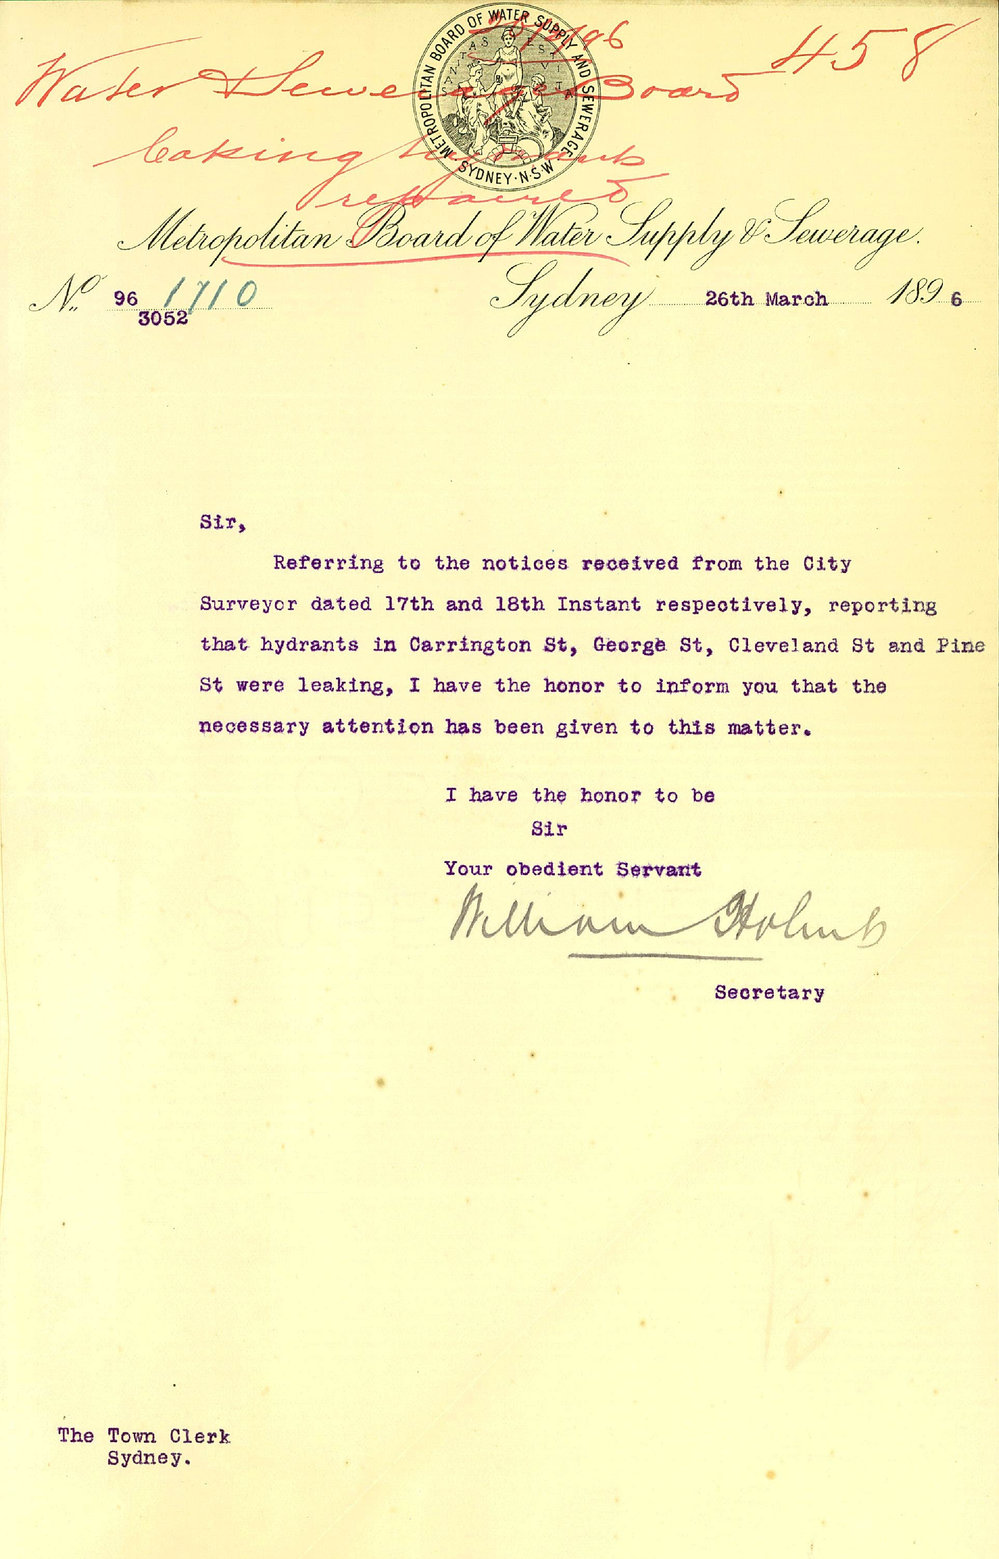 458
Water & Sewerage Board
Leaking hydrants
repaired
METROPOLITAN BOARD OF WATER SUPPLY AND SEWERAGE
SYDNEY·N·S·W
Metropolitan Board of Water Supply & Sewerage.
No. 96 1710 Sydney 26th March 1896
3052
Sir,
Referring to the notices received from the City
Surveyor dated 17th and 18th Instant respectively, reporting
that hydrants in Carrington St, George St, Cleveland St and Pine
St were leaking, I have the honor to inform you that the
necessary attention has been given to this matter.
I have the honor to be
Sir
Your obedient Servant
William Holmes
Secretary
The Town Clerk
Sydney.